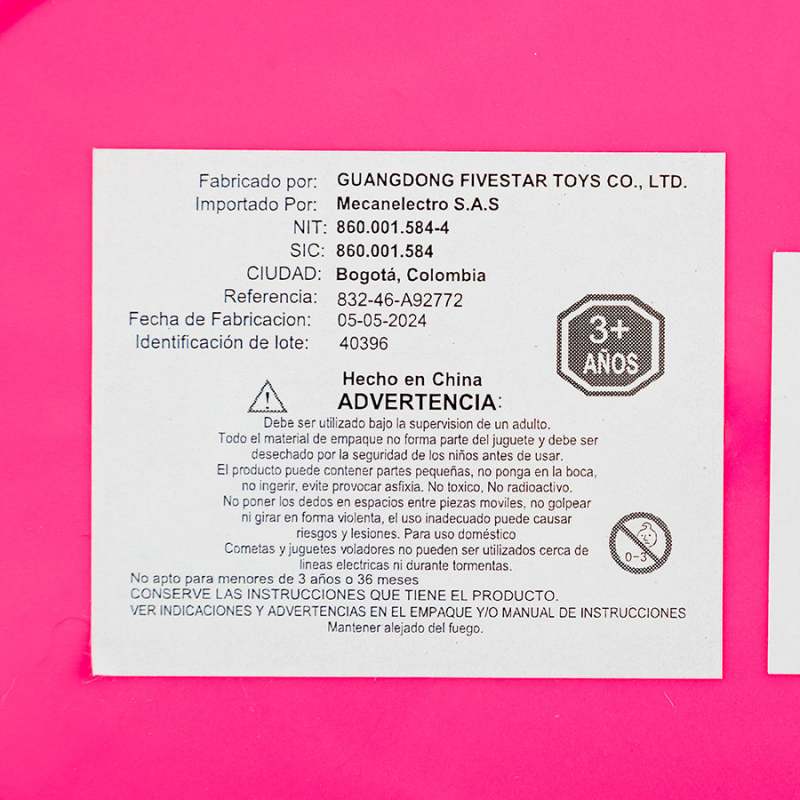 Fabricado por: GUANGDONG FIVESTAR TOYS CO., LTD.
Importado Por: Mecanelectro S.A.S
NIT: 860.001.584-4
SIC: 860.001.584
CIUDAD: Bogotá, Colombia
Referencia: 832-46-A92772
Fecha de Fabricacion: 05-05-2024
Identificación de lote: 40396
3+
AÑOS
Hecho en China
ADVERTENCIA:
Debe ser utilizado bajo la supervision de un adulto.
Todo el material de empaque no forma parte del juguete y debe ser
desechado por la seguridad de los niños antes de usar.
El producto puede contener partes pequeñas, no ponga en la boca,
no ingerir, evite provocar asfixia. No toxico, No radioactivo.
No poner los dedos en espacios entre piezas moviles, no golpear
ni girar en forma violenta, el uso inadecuado puede causar
riesgos y lesiones. Para uso doméstico
Cometas y juguetes voladores no pueden ser utilizados cerca de
lineas electricas ni durante tormentas.
0-3
No apto para menores de 3 años o 36 meses
CONSERVE LAS INSTRUCCIONES QUE TIENE EL PRODUCTO.
VER INDICACIONES Y ADVERTENCIAS EN EL EMPAQUE Y/O MANUAL DE INSTRUCCIONES
Mantener alejado del fuego.